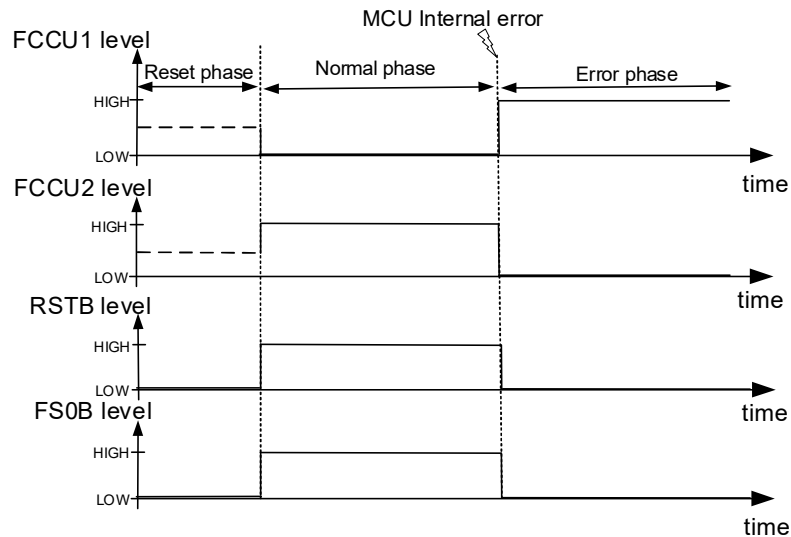 MCU Internal error
FCCU1 level
Reset phase
Normal phase
Error phase
HIGH
LOW
time
FCCU2 level
HIGH
LOW
time
RSTB level
HIGH
LOW
time
FS0B level
HIGH
LOW
time